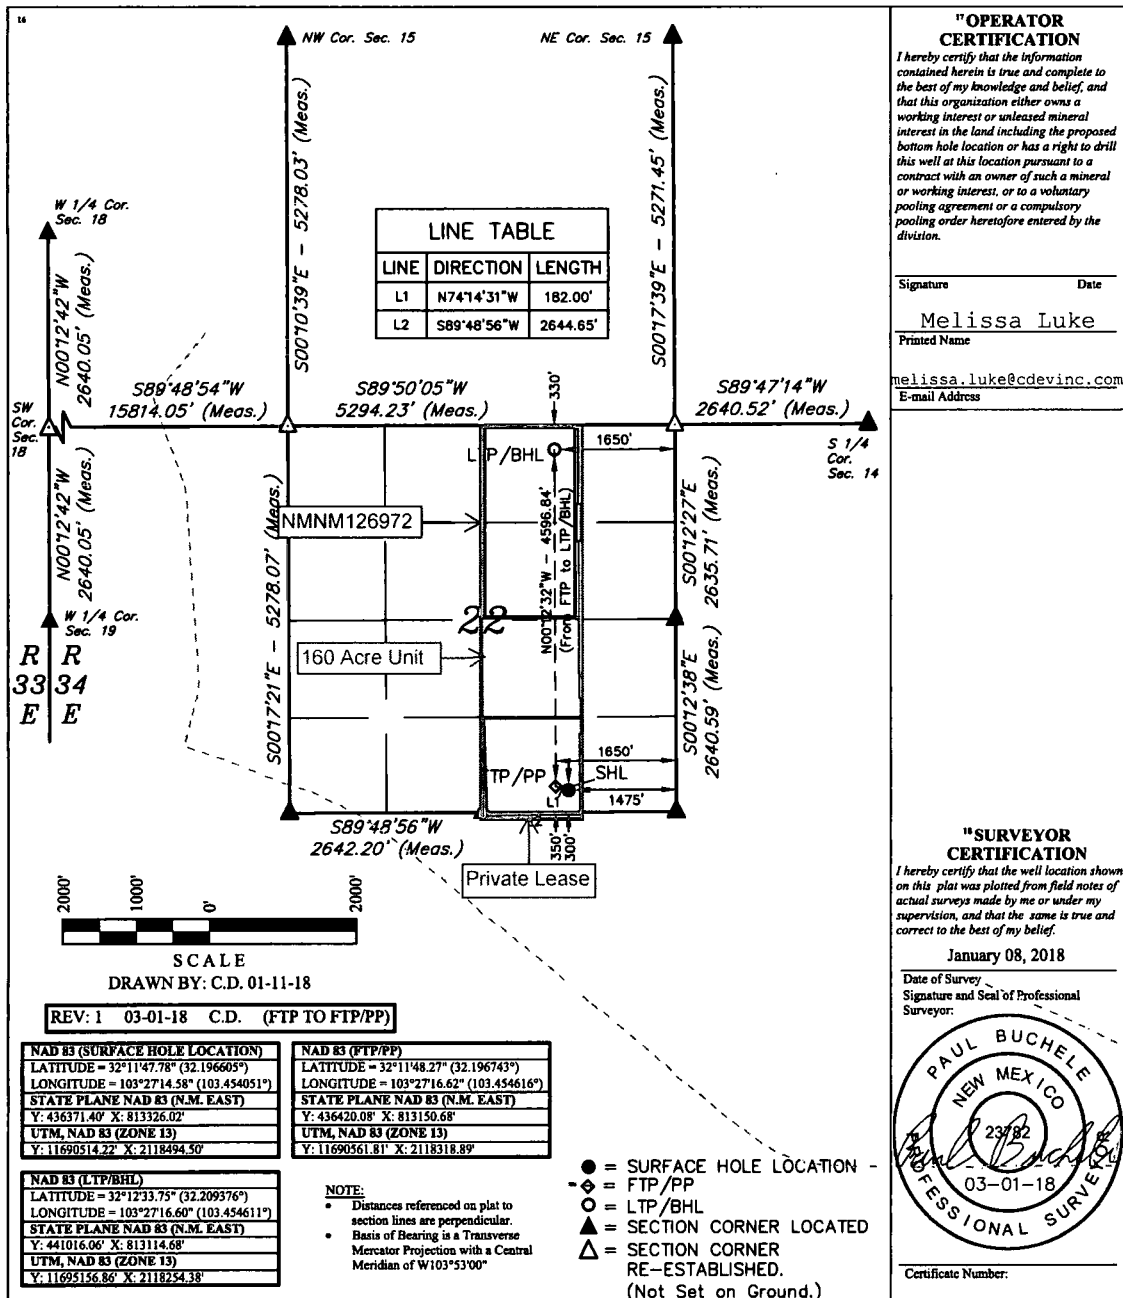 16
NW Cor. Sec. 15
NE Cor. Sec. 15
S00°10'39"E - 5278.03' (Meas.)
S00°17'39"E - 5271.45' (Meas.)
W 1/4 Cor.
Sec. 18
N00°12'42"W
2640.05' (Meas.)
LINE TABLE
LINE DIRECTION LENGTH
L1 N74°14'31"W 182.00'
L2 S89°48'56"W 2644.65'
S89°48'54"W
15814.05' (Meas.)
S89°50'05"W
5294.23' (Meas.)
330'
S89°47'14"W
2640.52' (Meas.)
SW
Cor.
Sec.
18
S 1/4
Cor.
Sec. 14
LTP/BHL
1650'
N00°12'42"W
2640.05' (Meas.)
NMNM126972
S00°17'21"E - 5278.07' (Meas.)
N00°12'32"W - 4596.84'
(From FTP to LTP/BHL)
S00°12'27"E
2635.71' (Meas.)
W 1/4 Cor.
Sec. 19
22
160 Acre Unit
R R
33 34
E E
S00°12'38"E
2640.59' (Meas.)
1650'
TP/PP
SHL
L1
1475'
S89°48'56"W
2642.20' (Meas.)
350'
300'
Private Lease
2000'
1000'
0'
2000'
SCALE
DRAWN BY: C.D. 01-11-18
REV: 1 03-01-18 C.D. (FTP TO FTP/PP)
NAD 83 (SURFACE HOLE LOCATION)
LATITUDE = 32°11'47.78" (32.196605°)
LONGITUDE = 103°27'14.58" (103.454051°)
STATE PLANE NAD 83 (N.M. EAST)
Y: 436371.40' X: 813326.02'
UTM, NAD 83 (ZONE 13)
Y: 11690514.22' X: 2118494.50'
NAD 83 (FTP/PP)
LATITUDE = 32°11'48.27" (32.196743°)
LONGITUDE = 103°27'16.62" (103.454616°)
STATE PLANE NAD 83 (N.M. EAST)
Y: 436420.08' X: 813150.68'
UTM, NAD 83 (ZONE 13)
Y: 11690561.81' X: 2118318.89'
NAD 83 (LTP/BHL)
LATITUDE = 32°12'33.75" (32.209376°)
LONGITUDE = 103°27'16.60" (103.454611°)
STATE PLANE NAD 83 (N.M. EAST)
Y: 441016.06' X: 813114.68'
UTM, NAD 83 (ZONE 13)
Y: 11695156.86' X: 2118254.38'
NOTE:
• Distances referenced on plat to
section lines are perpendicular.
• Basis of Bearing is a Transverse
Mercator Projection with a Central
Meridian of W103°53'00"
= SURFACE HOLE LOCATION
= FTP/PP
= LTP/BHL
= SECTION CORNER LOCATED
= SECTION CORNER
RE-ESTABLISHED.
(Not Set on Ground.)
17 OPERATOR
CERTIFICATION
I hereby certify that the information
contained herein is true and complete to
the best of my knowledge and belief, and
that this organization either owns a
working interest or unleased mineral
interest in the land including the proposed
bottom hole location or has a right to drill
this well at this location pursuant to a
contract with an owner of such a mineral
or working interest, or to a voluntary
pooling agreement or a compulsory
pooling order heretofore entered by the
division.
Signature Date
Melissa Luke
Printed Name
melissa.luke@cdevinc.com
E-mail Address
18 SURVEYOR
CERTIFICATION
I hereby certify that the well location shown
on this plat was plotted from field notes of
actual surveys made by me or under my
supervision, and that the same is true and
correct to the best of my belief.
January 08, 2018
Date of Survey
Signature and Seal of Professional
Surveyor:
PAUL BUCHELE
NEW MEXICO
23782
Paul Buchele
03-01-18
PROFESSIONAL SURVEYOR
Certificate Number: